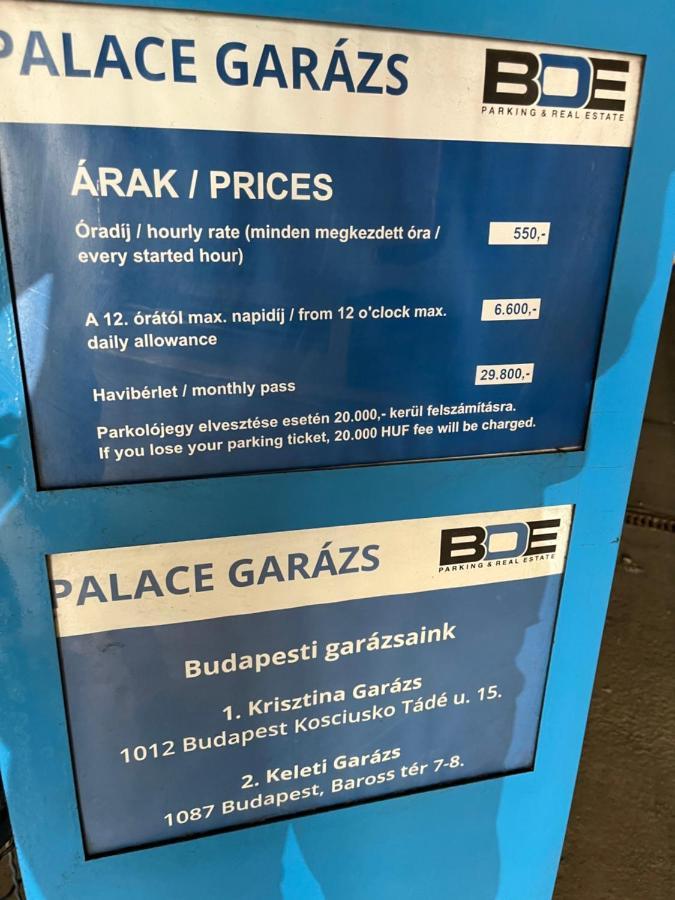 PALACE GARÁZS
BDE
PARKING & REAL ESTATE
ÁRAK / PRICES
Óradíj / hourly rate (minden megkezdett óra /
every started hour)
550,-
A 12. órától max. napidíj / from 12 o'clock max.
daily allowance
6.600,-
Havibérlet / monthly pass
29.800,-
Parkolójegy elvesztése esetén 20.000,- kerül felszámításra.
If you lose your parking ticket, 20.000 HUF fee will be charged.
PALACE GARÁZS
BDE
PARKING & REAL ESTATE
Budapesti garázsaink
1. Krisztina Garázs
1012 Budapest Kosciusko Tádé u. 15.
2. Keleti Garázs
1087 Budapest, Baross tér 7-8.